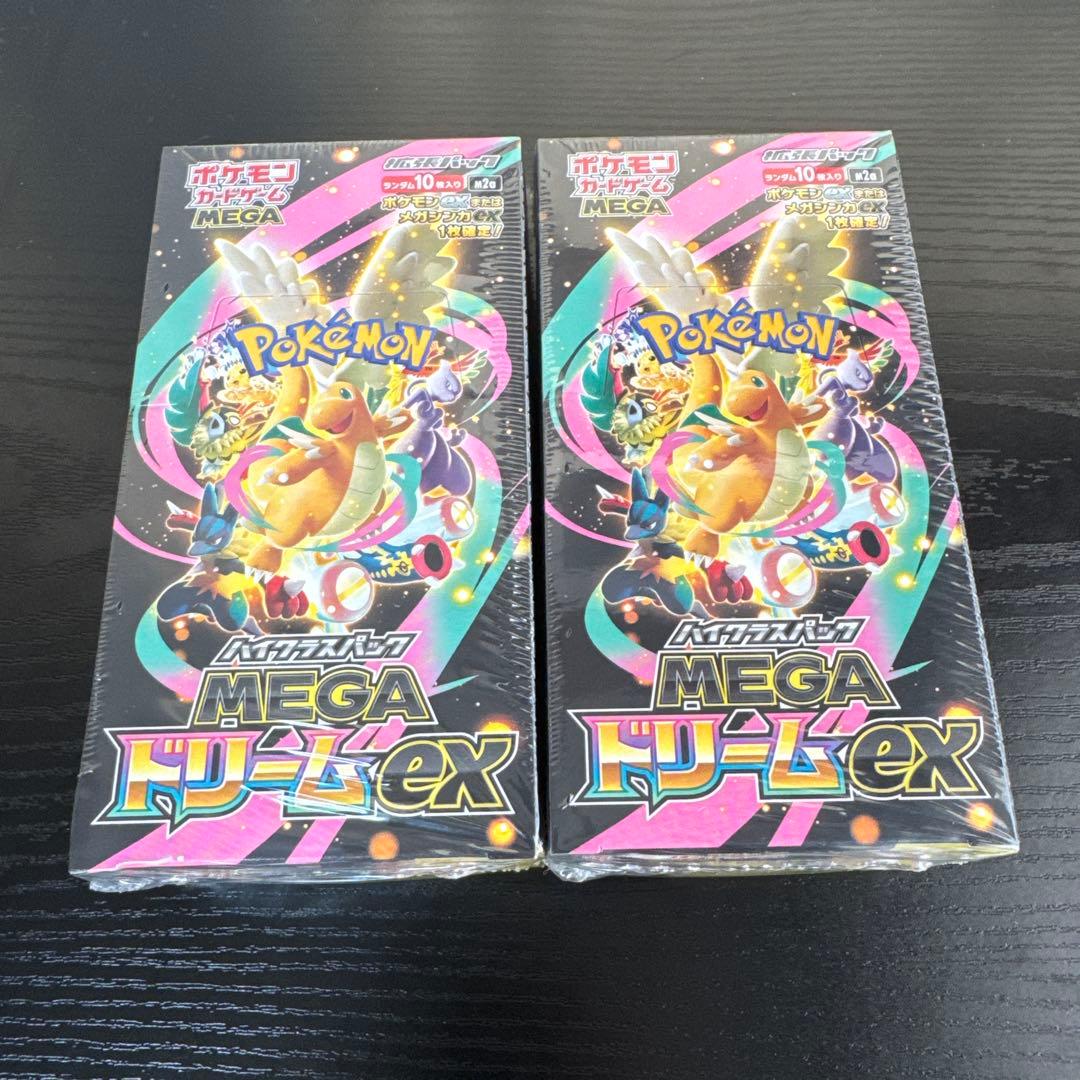 ポケモン
カードゲーム
MEGA
拡張パック
ランダム10枚入り M2a
ポケモンexまたは
メガシンカex
1枚確定!
POKéMON
ハイクラスパック
MEGA
ドリームex
ポケモン
カードゲーム
MEGA
拡張パック
ランダム10枚入り M2a
ポケモンexまたは
メガシンカex
1枚確定!
POKéMON
ハイクラスパック
MEGA
ドリームex